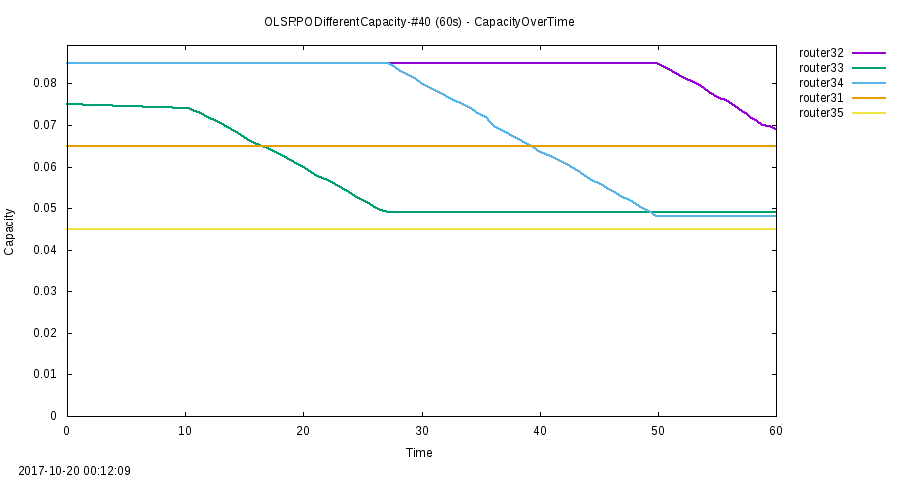 OLSRPODifferentCapacity-#40 (60s) - CapacityOverTime
router32
router33
router34
router31
router35
0.08
0.07
0.06
0.05
0.04
0.03
0.02
0.01
0
Capacity
0 10 20 30 40 50 60
Time
2017-10-20 00:12:09